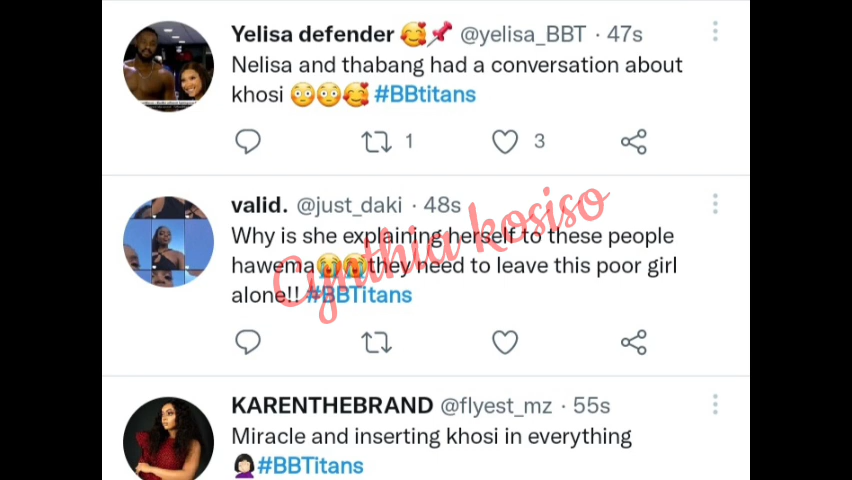 Yelisa defender 🥰📌 @yelisa_BBT · 47s
Nelisa and thabang had a conversation about
khosi 😳😳🥰 #BBtitans
1 3
valid. @just_daki · 48s
Why is she explaining herself to these people
hawema😭😭they need to leave this poor girl
alone!! #BBTitans
Cynthia kosiso
KARENTHEBRAND @flyest_mz · 55s
Miracle and inserting khosi in everything
🤦🏻‍♀️#BBTitans